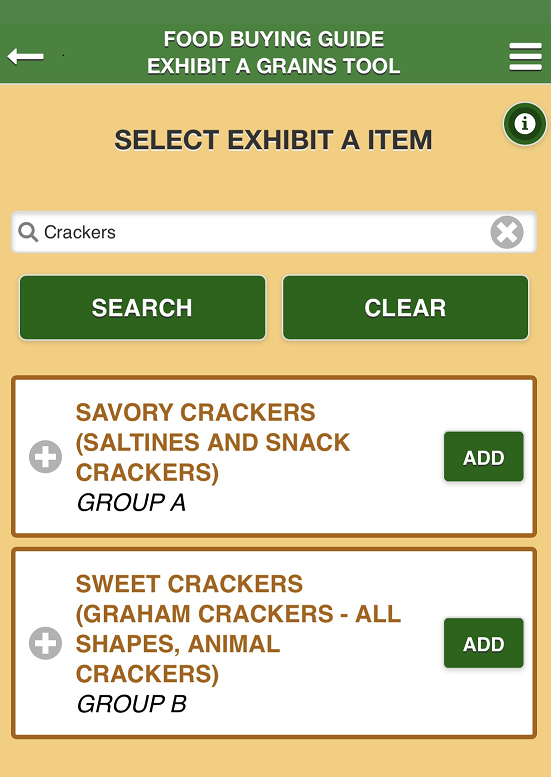 FOOD BUYING GUIDE
EXHIBIT A GRAINS TOOL
SELECT EXHIBIT A ITEM
i
Crackers
SEARCH
CLEAR
SAVORY CRACKERS
(SALTINES AND SNACK
CRACKERS)
GROUP A
ADD
SWEET CRACKERS
(GRAHAM CRACKERS - ALL
SHAPES, ANIMAL
CRACKERS)
GROUP B
ADD